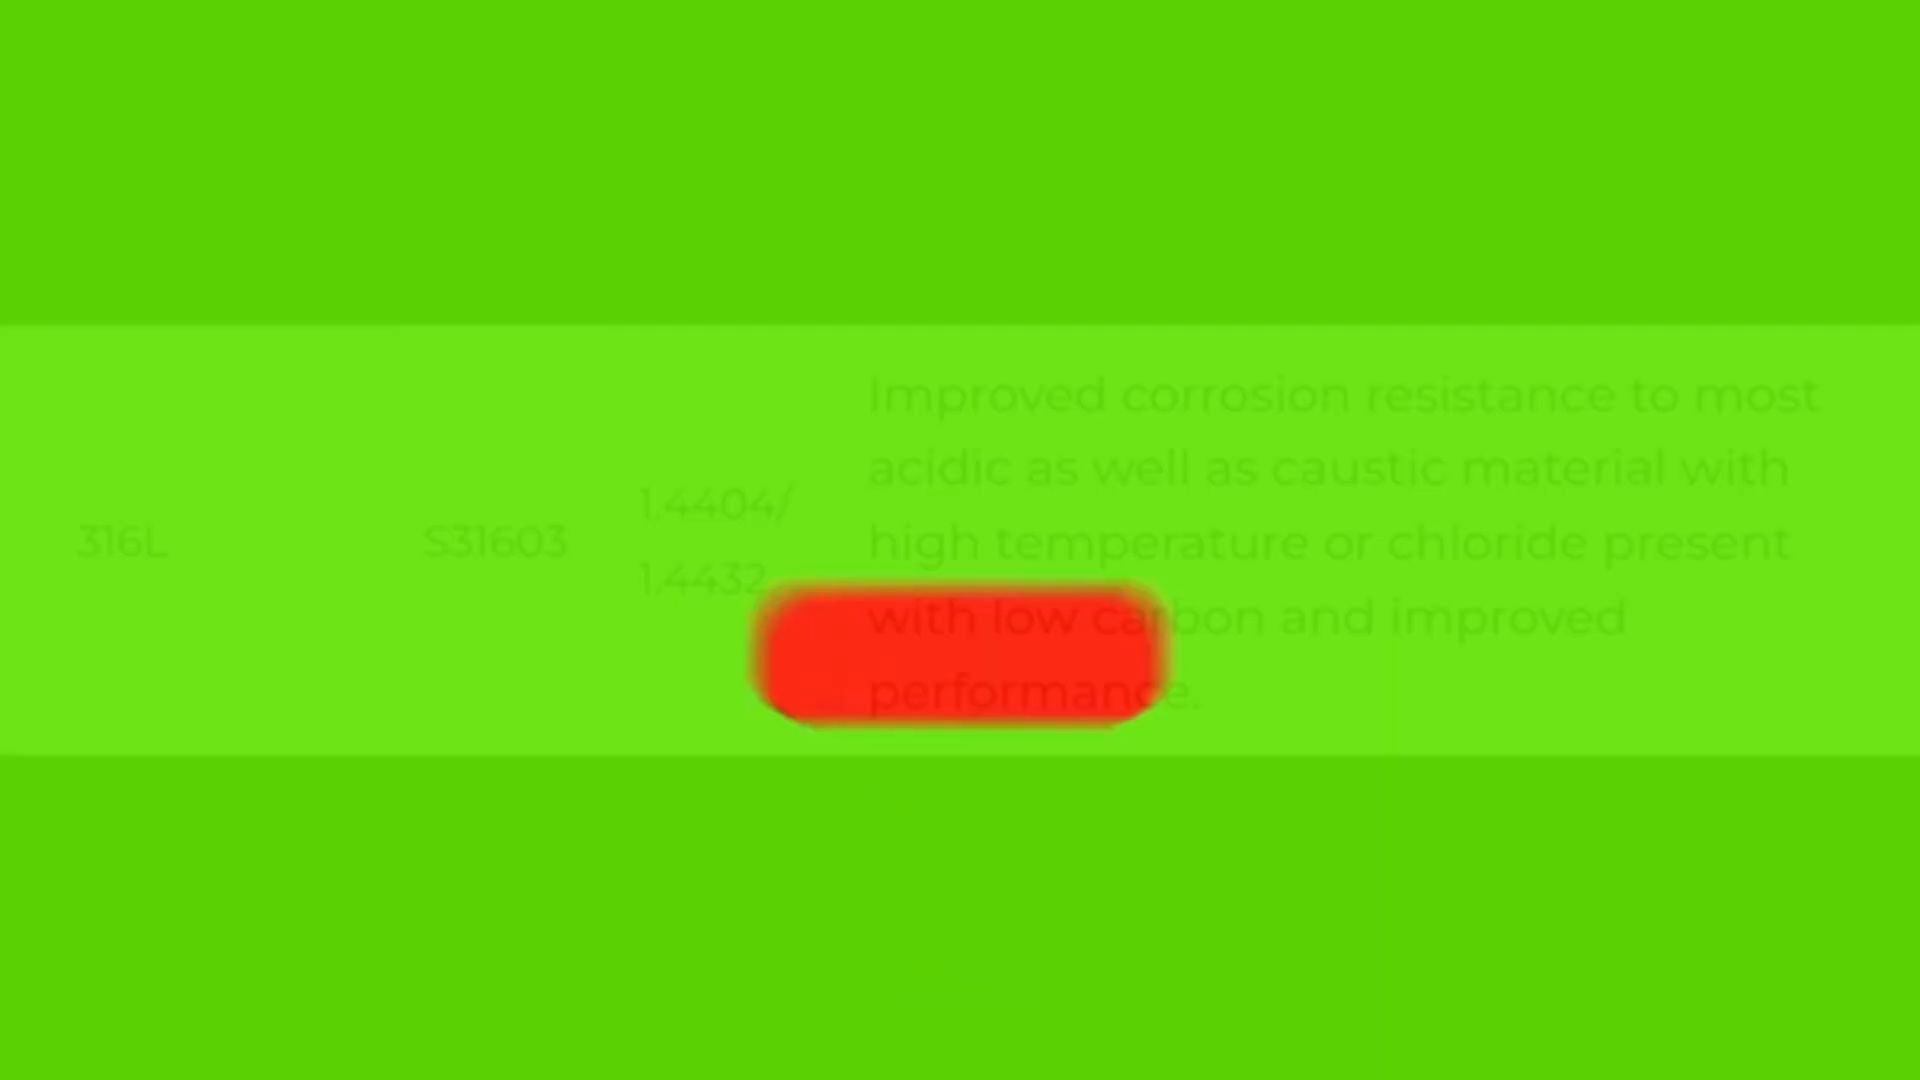 316L
S31603
1.4404/
1.4432
Improved corrosion resistance to most
acidic as well as caustic material with
high temperature or chloride present
with low carbon and improved
performance.